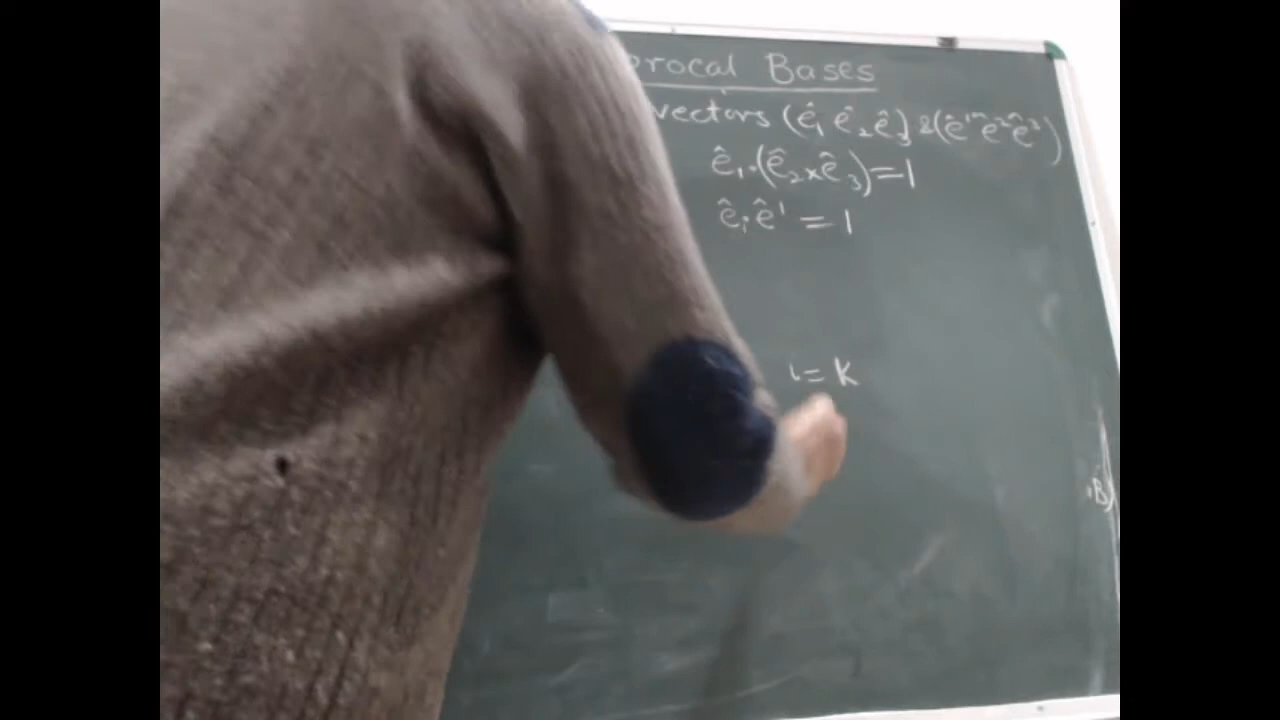 procal Bases
vectors (ê₁ ê₂ ê₃) & (ê¹ ê² ê³)
ê₁.(ê₂ × ê₃) = 1
ê₁. ê¹ = 1
i = k
B)